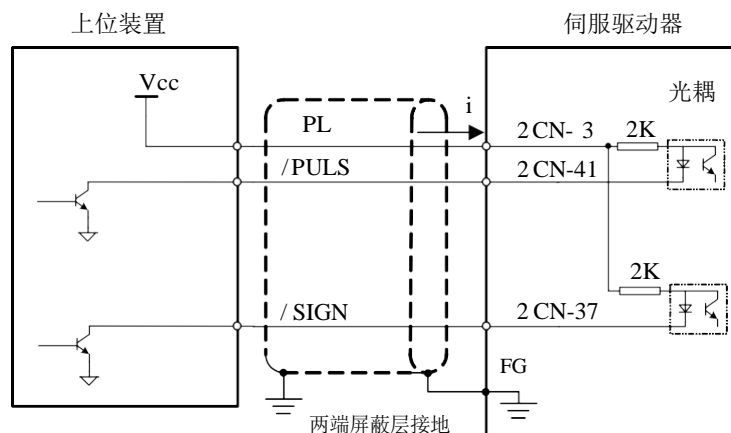 上位装置
伺服驱动器
Vcc
光耦
i
PL
2CN- 3
2K
/PULS
2CN-41
2K
/SIGN
2CN-37
FG
两端屏蔽层接地